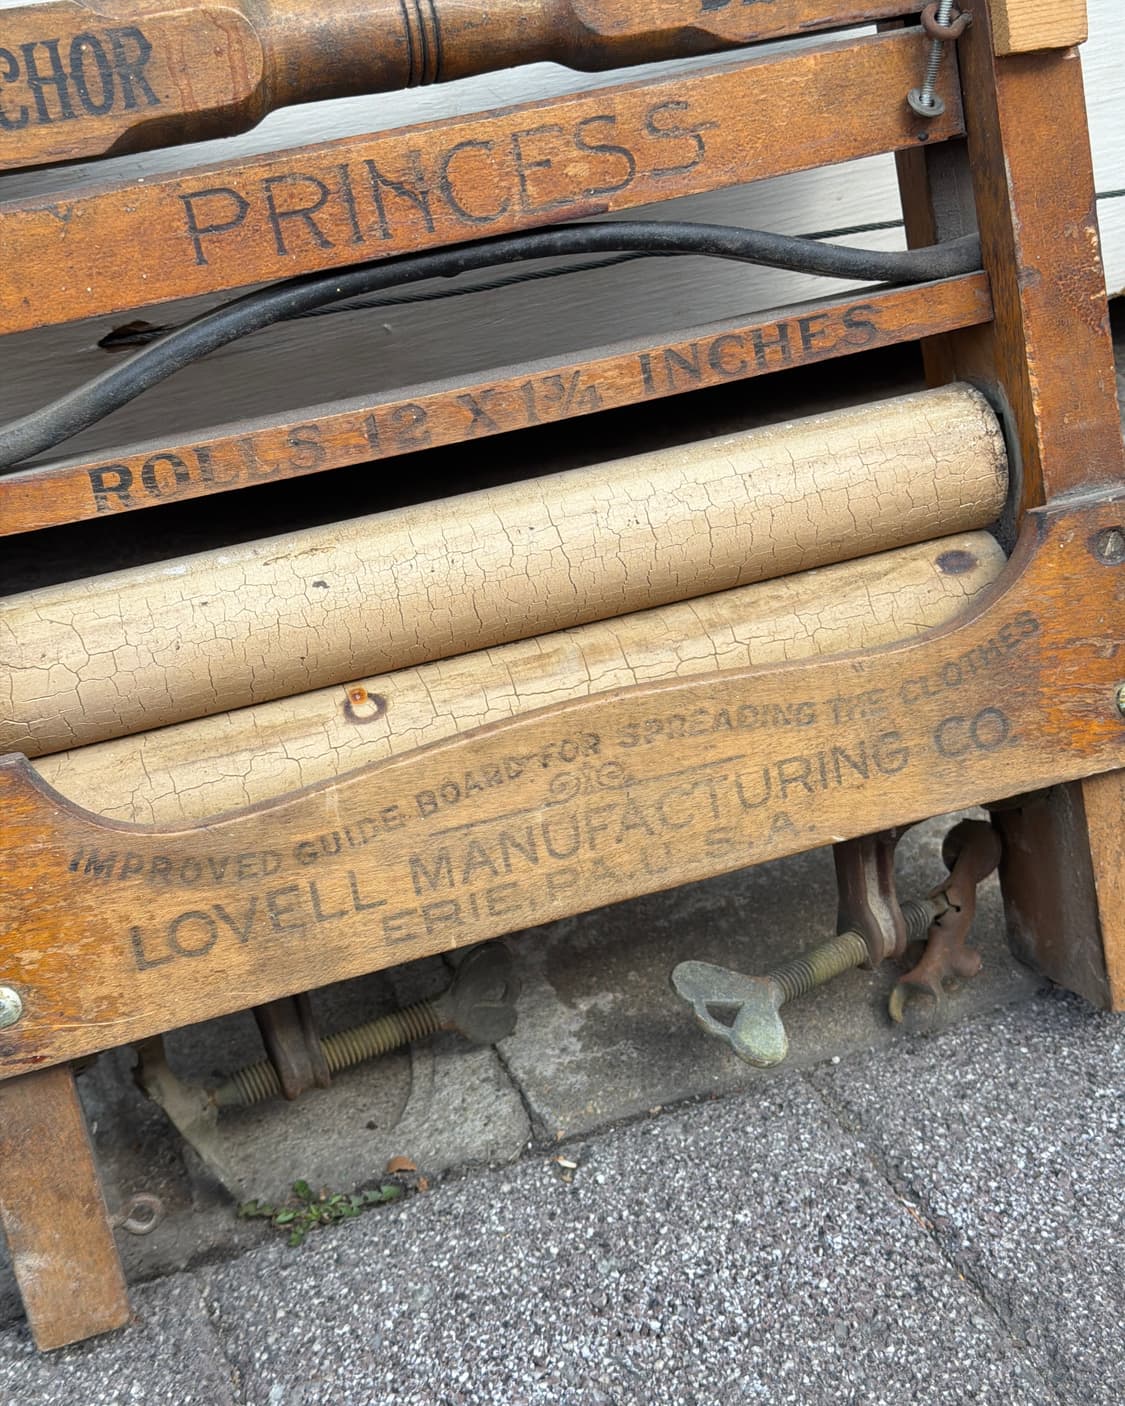 CHOR
PRINCESS
ROLLS 12 X 1¾ INCHES
IMPROVED GUIDE BOARD FOR SPREADING THE CLOTHES
LOVELL MANUFACTURING CO.
ERIE, PA. U. S. A.